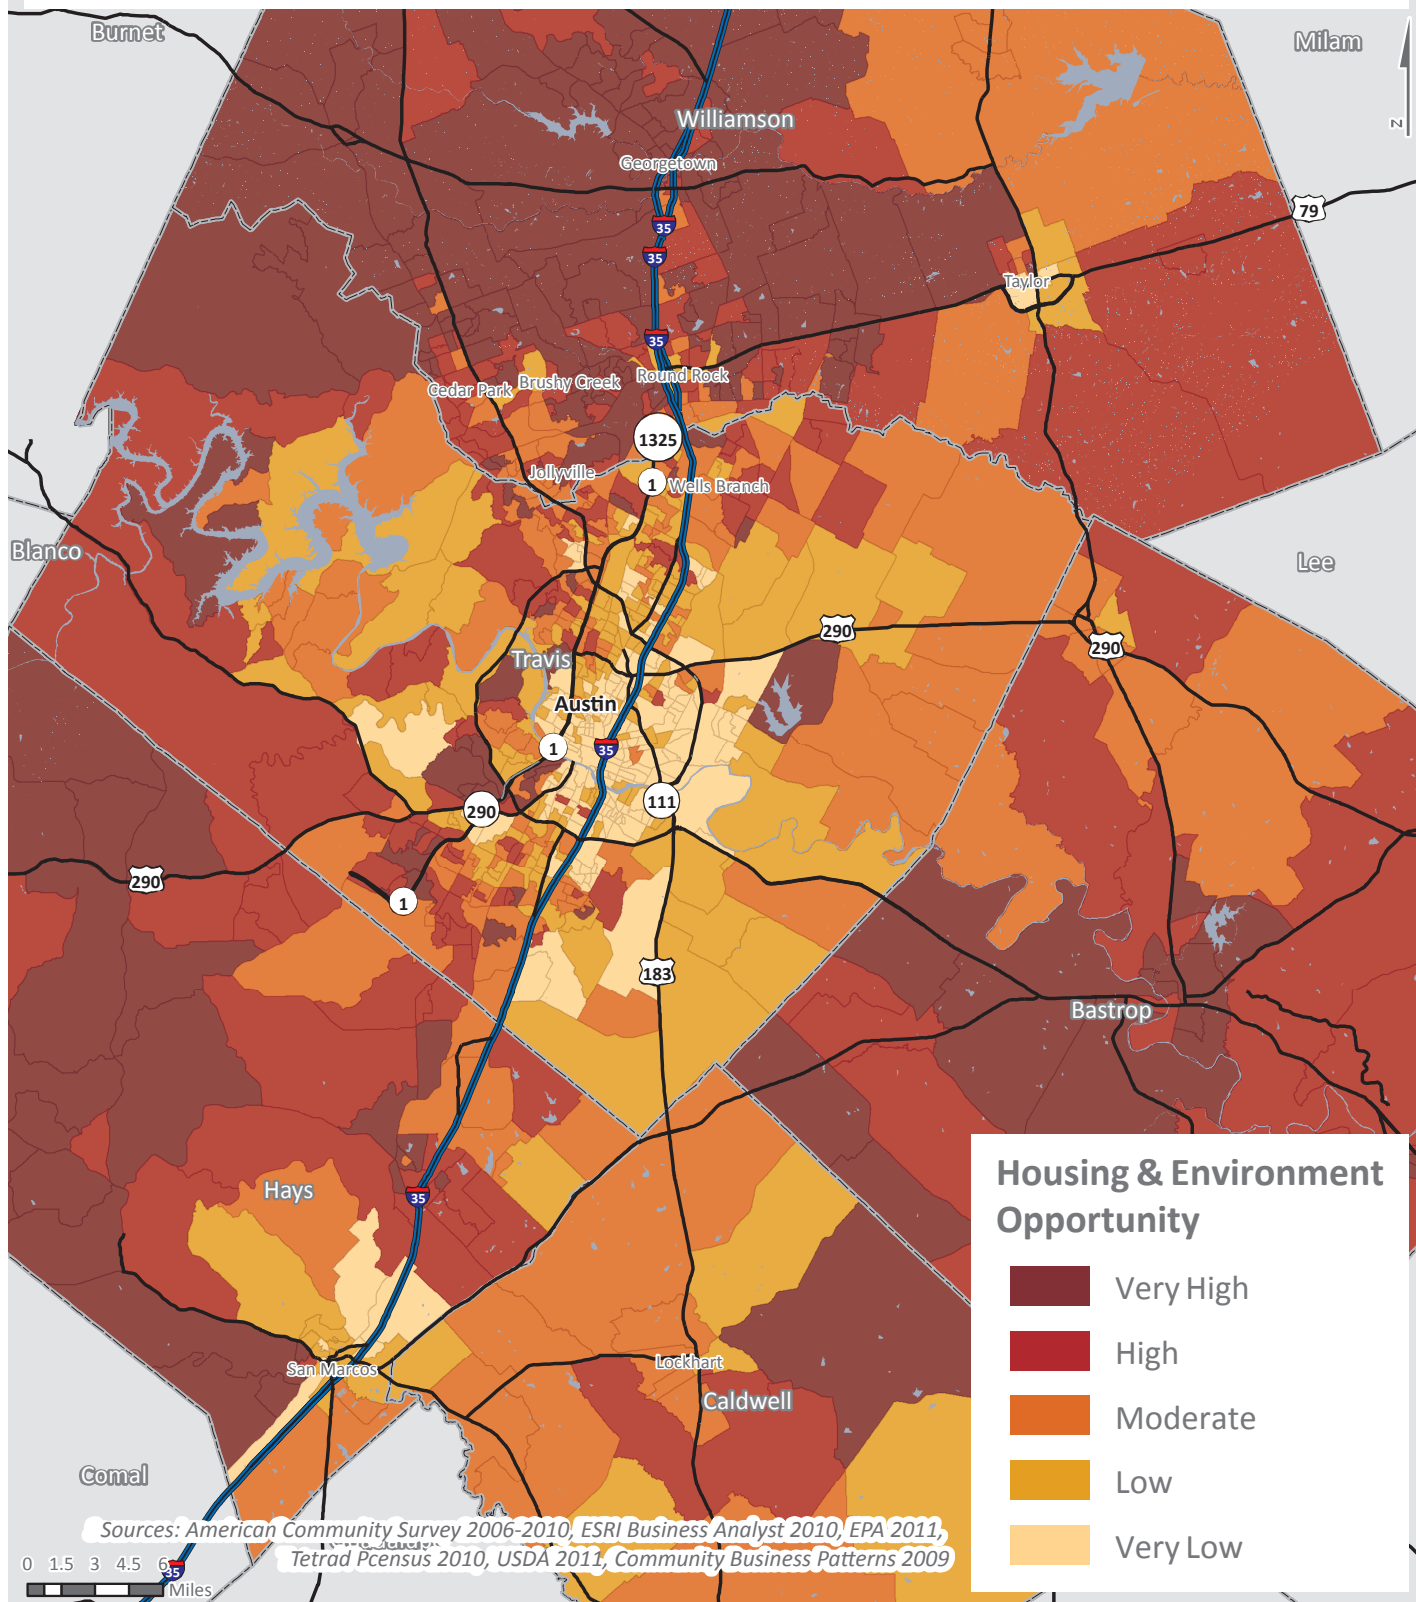 Burnet
Milam
Williamson
N
Georgetown
35
79
35
Taylor
35
Round Rock
Brushy Creek
Cedar Park
1325
Jollyville
1
Wells Branch
Blanco
Lee
290
290
Travis
Austin
1
35
290
111
290
1
183
Bastrop
Hays
35
San Marcos
Lockhart
Caldwell
Comal
Housing & Environment
Opportunity
Very High
High
Moderate
Low
Very Low
Sources: American Community Survey 2006-2010, ESRI Business Analyst 2010, EPA 2011,
Tetrad Pcensus 2010, USDA 2011, Community Business Patterns 2009
0 1.5 3 4.5 6
Miles
35